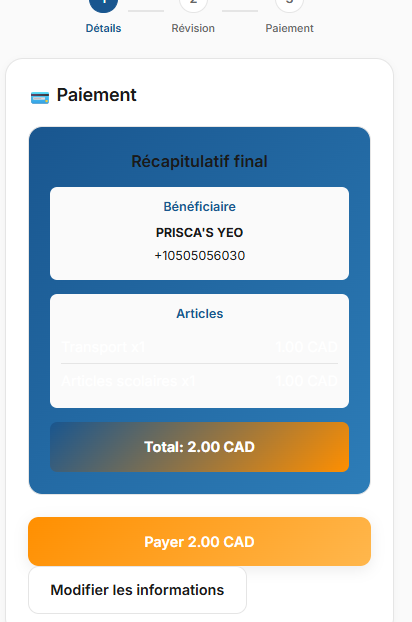 1 2 3
Détails Révision Paiement
Paiement
Récapitulatif final
Bénéficiaire
PRISCA'S YEO
+10505056030
Articles
Transport x1 1.00 CAD
Articles scolaires x1 1.00 CAD
Total: 2.00 CAD
Payer 2.00 CAD
Modifier les informations